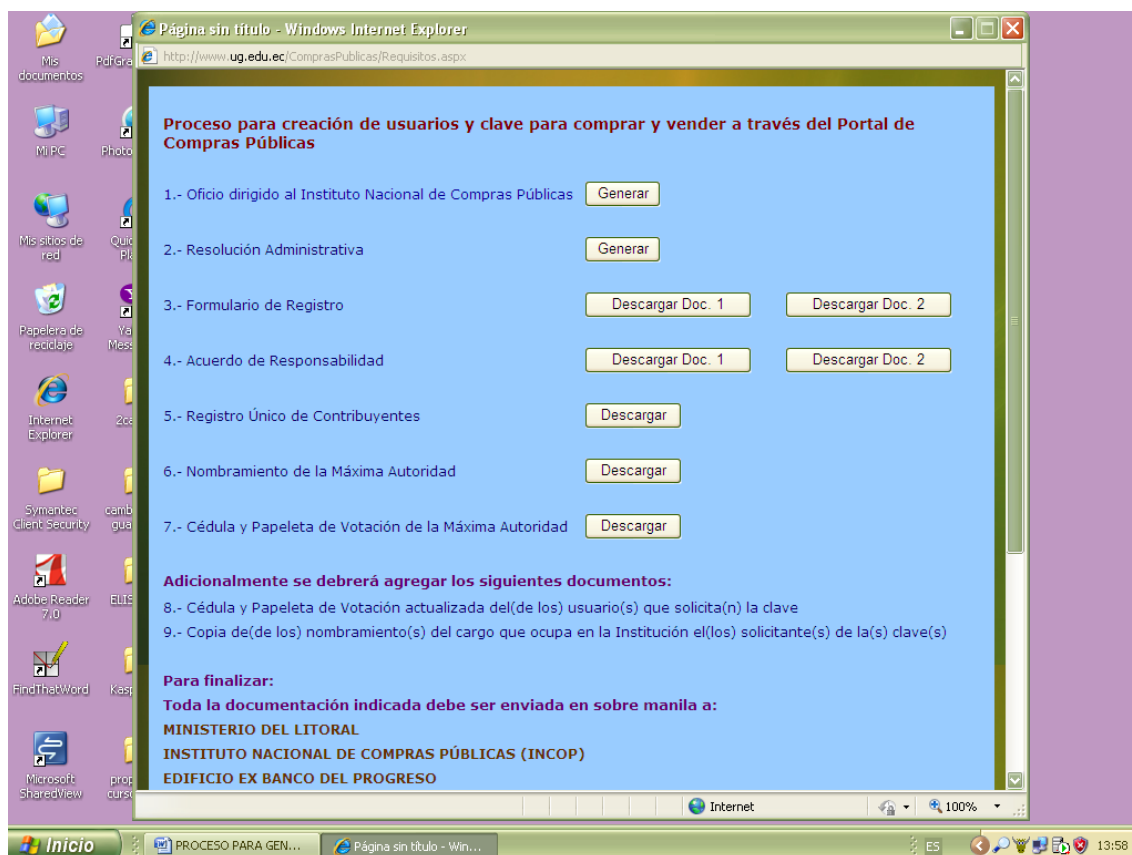 Página sin título - Windows Internet Explorer
http://www.ug.edu.ec/ComprasPublicas/Requisitos.aspx
Mis documentos
Mi PC
Mis sitios de red
Papelera de reciclaje
Internet Explorer
Symantec Client Security
Adobe Reader 7.0
FindThatWord
Microsoft SharedView
Proceso para creación de usuarios y clave para comprar y vender a través del Portal de
Compras Públicas
1.- Oficio dirigido al Instituto Nacional de Compras Públicas Generar
2.- Resolución Administrativa Generar
3.- Formulario de Registro Descargar Doc. 1 Descargar Doc. 2
4.- Acuerdo de Responsabilidad Descargar Doc. 1 Descargar Doc. 2
5.- Registro Único de Contribuyentes Descargar
6.- Nombramiento de la Máxima Autoridad Descargar
7.- Cédula y Papeleta de Votación de la Máxima Autoridad Descargar
Adicionalmente se debrerá agregar los siguientes documentos:
8.- Cédula y Papeleta de Votación actualizada del(de los) usuario(s) que solicita(n) la clave
9.- Copia de(de los) nombramiento(s) del cargo que ocupa en la Institución el(los) solicitante(s) de la(s) clave(s)
Para finalizar:
Toda la documentación indicada debe ser enviada en sobre manila a:
MINISTERIO DEL LITORAL
INSTITUTO NACIONAL DE COMPRAS PÚBLICAS (INCOP)
EDIFICIO EX BANCO DEL PROGRESO
Internet 100%
Inicio PROCESO PARA GEN... Página sin título - Win... ES 13:58